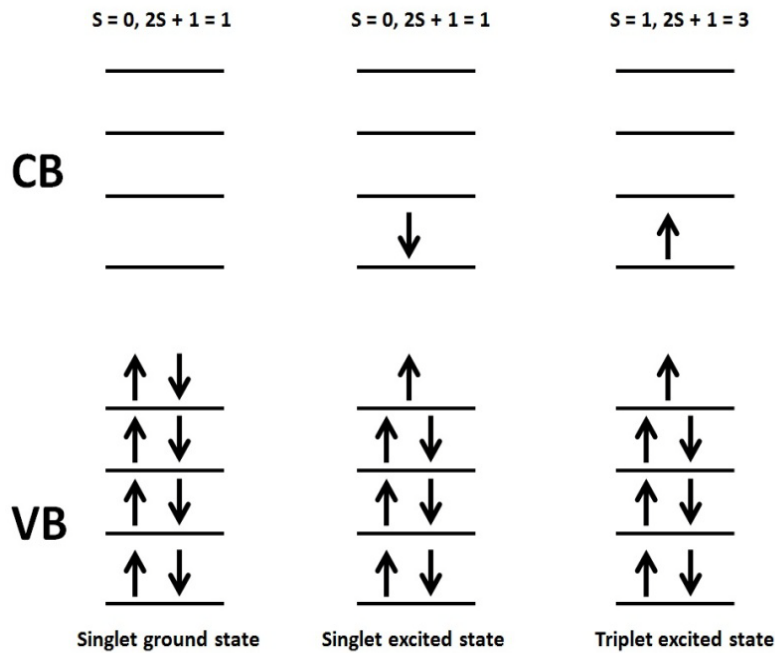 S = 0, 2S + 1 = 1
S = 0, 2S + 1 = 1
S = 1, 2S + 1 = 3
CB
VB
Singlet ground state
Singlet excited state
Triplet excited state